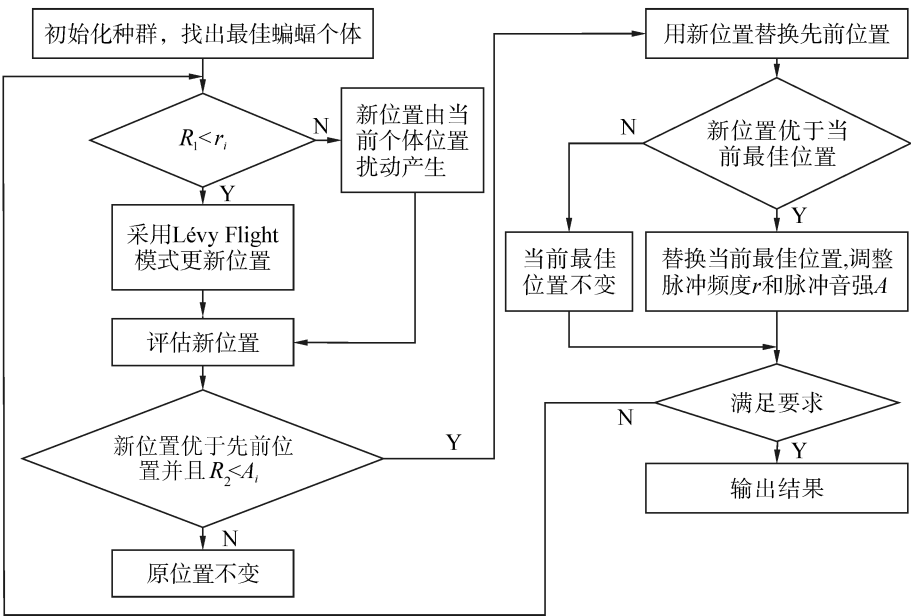 初始化种群，找出最佳蝙蝠个体
R₁<rᵢ
N
新位置由当
前个体位置
扰动产生
Y
采用Lévy Flight
模式更新位置
评估新位置
新位置优于先前位
置并且R₂<Aᵢ
Y
N
原位置不变
用新位置替换先前位置
新位置优于当
前最佳位置
N
Y
当前最佳
位置不变
替换当前最佳位置,调整
脉冲频度r和脉冲音强A
满足要求
N
Y
输出结果